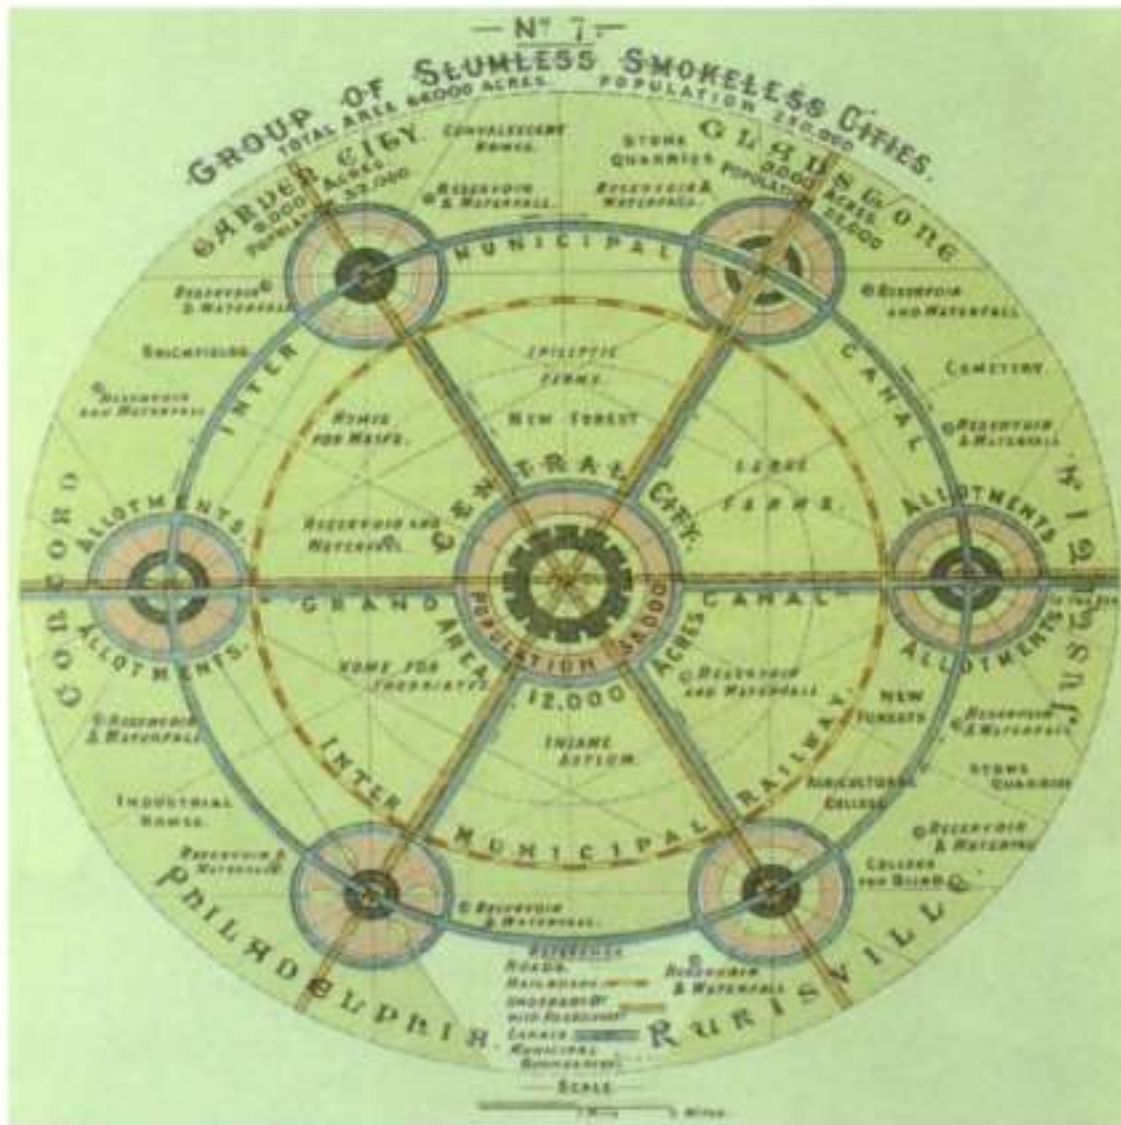 — No 7. —
GROUP OF SLUMLESS SMOKELESS CITIES.
TOTAL AREA 66000 ACRES. POPULATION 250,000
GARDEN CITY.
9,000 ACRES.
POPULATION 32,000
CONVALESCENT
HOMES.
STONE
QUARRIES
GLADSTONE
9,000 ACRES
POPULATION
RESERVOIR
& WATERFALL.
RESERVOIR &
WATERFALL.
INTER MUNICIPAL CANAL
RESERVOIR
& WATERFALL
RESERVOIR
AND WATERFALL
BRICKFIELDS
EPILEPTIC
FARMS.
CEMETERY.
RESERVOIR
AND WATERFALL
HOMES
FOR WAIFS.
NEW FOREST
LARGE
FARMS.
RESERVOIR
& WATERFALL
CONCORD
ALLOTMENTS.
RESERVOIR AND
WATERFALL
CENTRAL CITY.
ALLOTMENTS
GRAND CANAL
POPULATION 58000
AREA 12,000 ACRES
ALLOTMENTS.
ALLOTMENTS
HOME FOR
INEBRIATES
RESERVOIR
AND WATERFALL
NEW
FORESTS
RESERVOIR
& WATERFALL
RESERVOIR
& WATERFALL
INSANE
ASYLUM.
STONE
QUARRIES
INTER MUNICIPAL RAILWAY.
AGRICULTURAL
COLLEGE
INDUSTRIAL
HOMES.
RESERVOIR
& WATERFALL
RESERVOIR &
WATERFALL
COLLEGE
FOR BLIND
PHILADELPHIA.
RESERVOIR
& WATERFALL.
RURISVILLE.
RESERVOIR
& WATERFALL
REFERENCE
ROADS.
RAILROADS
CANALS
MUNICIPAL
BOUNDARIES
SCALE